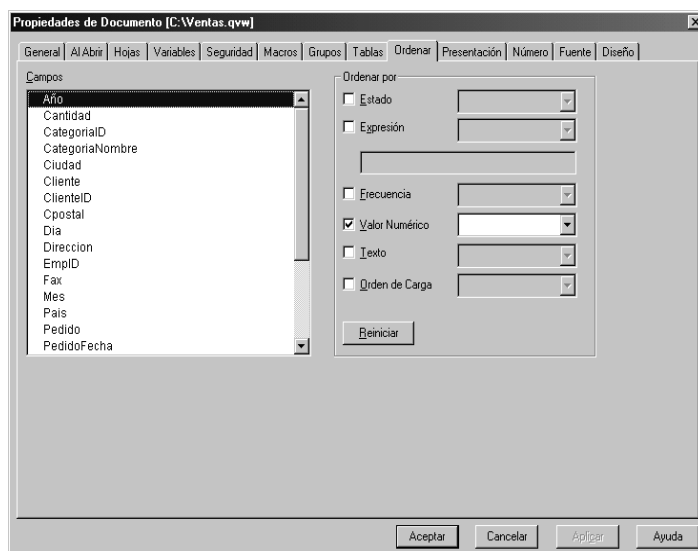 Propiedades de Documento [C:\Ventas.qvw]
General Al Abrir Hojas Variables Seguridad Macros Grupos Tablas Ordenar Presentación Número Fuente Diseño
Campos
Año
Cantidad
CategoriaID
CategoriaNombre
Ciudad
Cliente
ClienteID
Cpostal
Dia
Direccion
EmpID
Fax
Mes
Pais
Pedido
PedidoFecha
Ordenar por
Estado
Expresión
Frecuencia
Valor Numérico
Texto
Orden de Carga
Reiniciar
Aceptar Cancelar Aplicar Ayuda